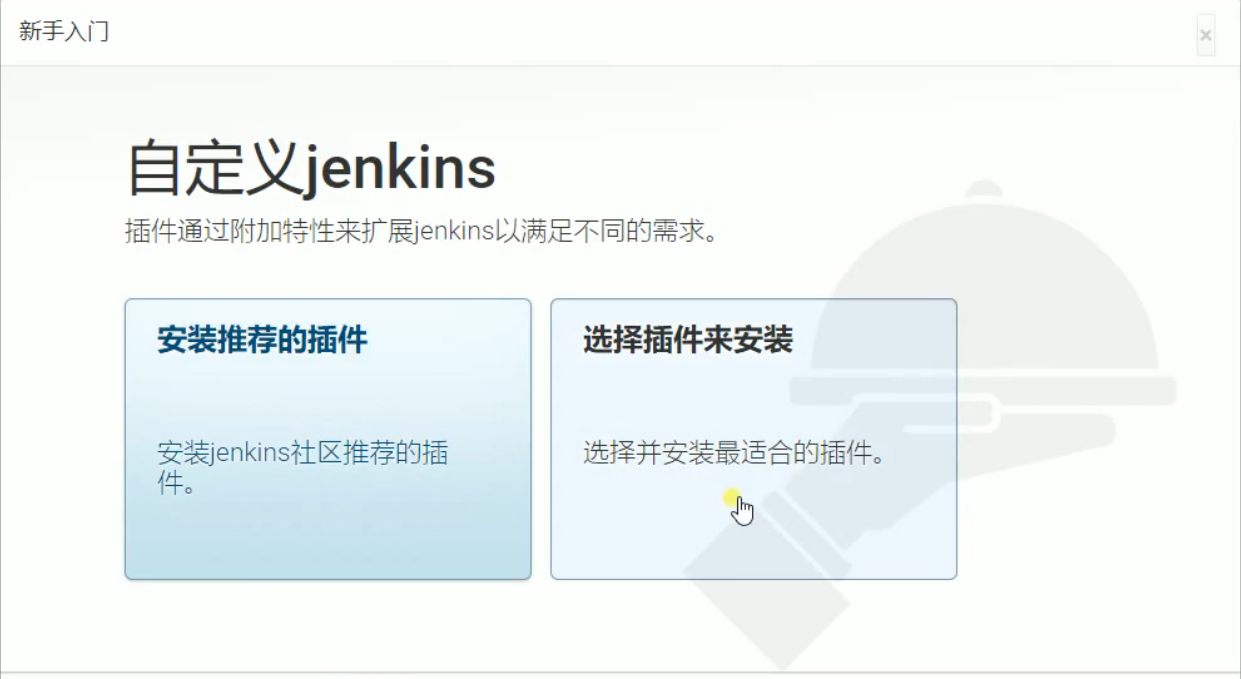 新手入门
×
自定义jenkins
插件通过附加特性来扩展jenkins以满足不同的需求。
安装推荐的插件
安装jenkins社区推荐的插
件。
选择插件来安装
选择并安装最适合的插件。